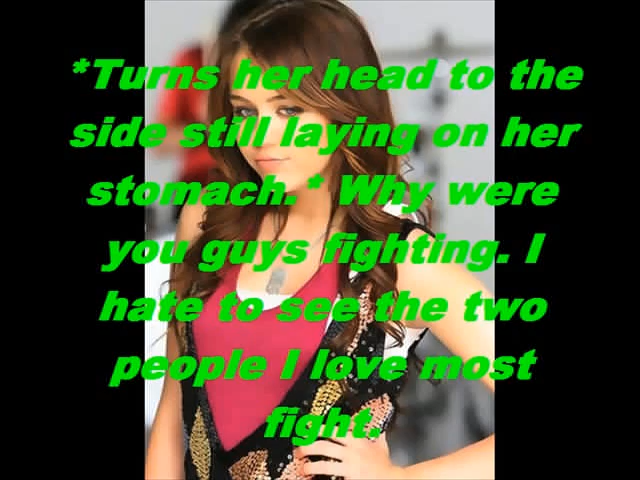 *Turns her head to the
side still laying on her
stomach.* Why were
you guys fighting. I
hate to see the two
people I love most
fight.